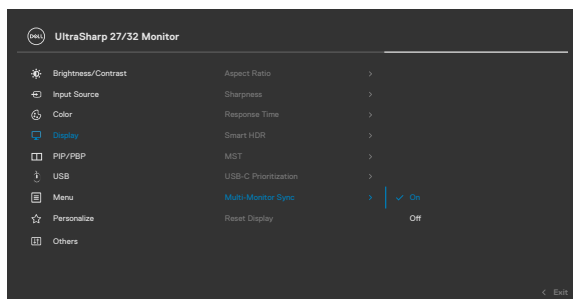 DELL UltraSharp 27/32 Monitor
Brightness/Contrast Aspect Ratio >
Input Source Sharpness >
Color Response Time >
Display Smart HDR >
PIP/PBP MST >
USB USB-C Prioritization >
Menu Multi-Monitor Sync > ✓ On
Personalize Reset Display Off
Others
< Exit